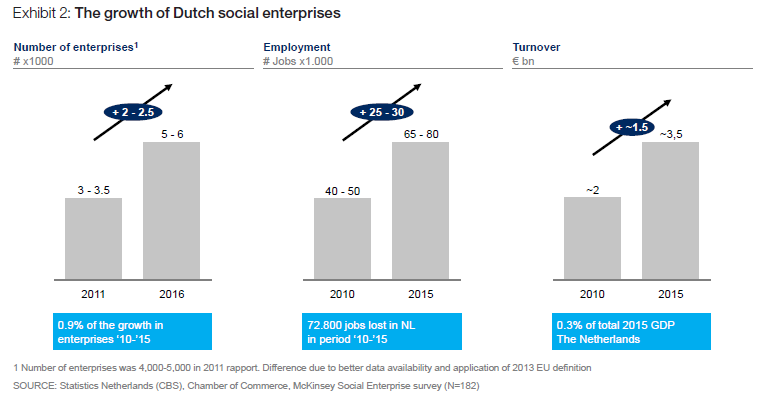 Exhibit 2: The growth of Dutch social enterprises
Number of enterprises¹
# x1000
+ 2 - 2.5
5 - 6
3 - 3.5
2011 2016
0.9% of the growth in
enterprises '10-'15
Employment
# Jobs x1.000
+ 25 - 30
65 - 80
40 - 50
2010 2015
72.800 jobs lost in NL
in period '10-'15
Turnover
€ bn
+ ~1.5
~3,5
~2
2010 2015
0.3% of total 2015 GDP
The Netherlands
1 Number of enterprises was 4,000-5,000 in 2011 rapport. Difference due to better data availability and application of 2013 EU definition
SOURCE: Statistics Netherlands (CBS), Chamber of Commerce, McKinsey Social Enterprise survey (N=182)